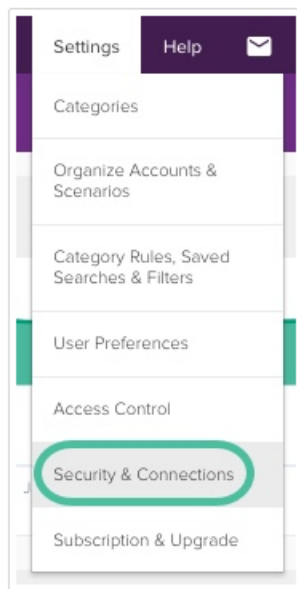 Settings Help
Categories
Organize Accounts &
Scenarios
Category Rules, Saved
Searches & Filters
User Preferences
Access Control
Security & Connections
Subscription & Upgrade